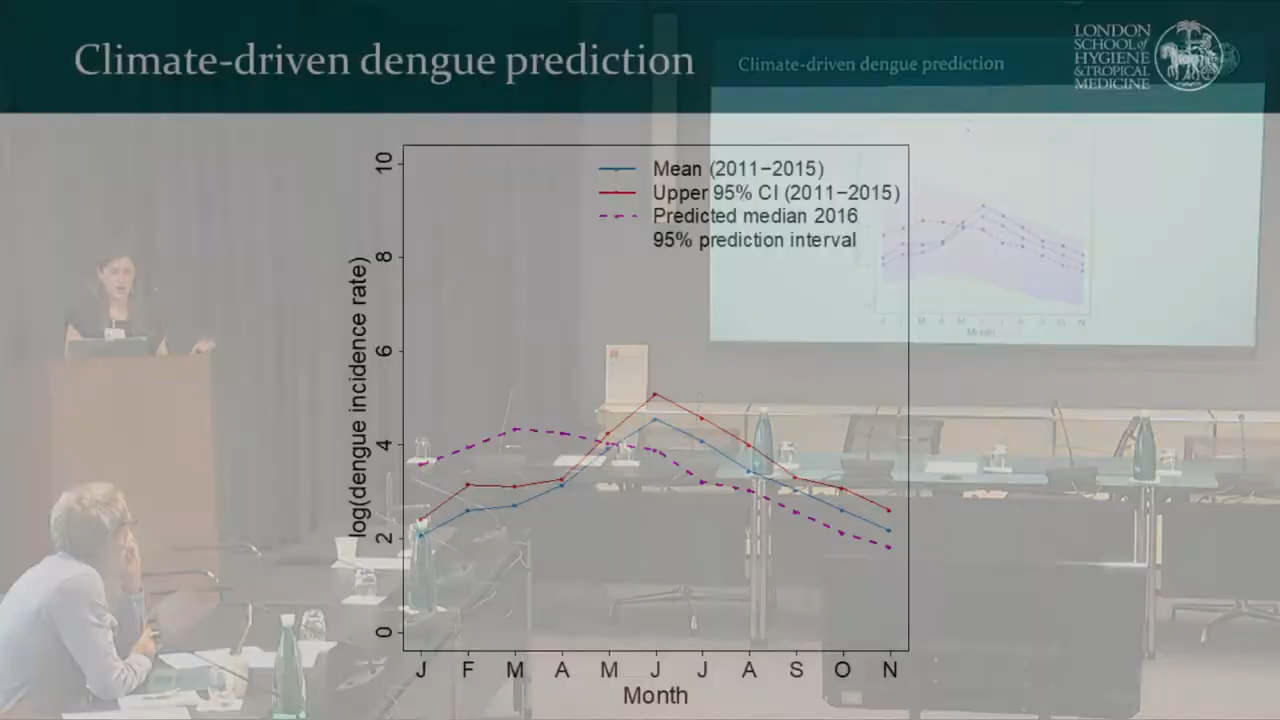 Climate-driven dengue prediction
Climate-driven dengue prediction
LONDON
SCHOOL of
HYGIENE
& TROPICAL
MEDICINE
Mean (2011−2015)
Upper 95% CI (2011−2015)
Predicted median 2016
95% prediction interval
log(dengue incidence rate)
10
8
6
4
2
0
J F M A M J J A S O N
Month
Month